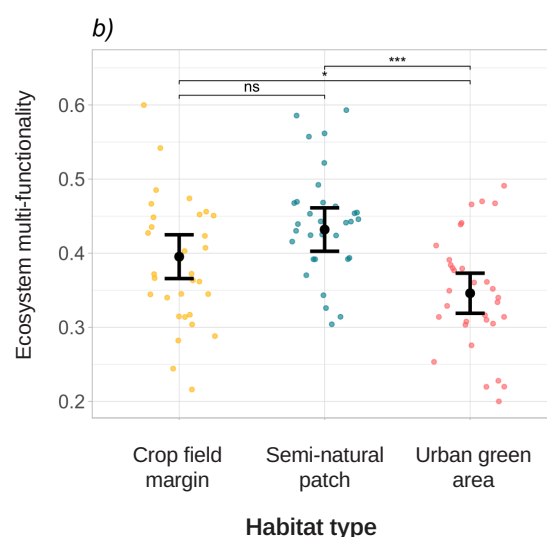 b)
***
*
ns
Ecosystem multi-functionality
0.6
0.5
0.4
0.3
0.2
Crop field
margin
Semi-natural
patch
Urban green
area
Habitat type